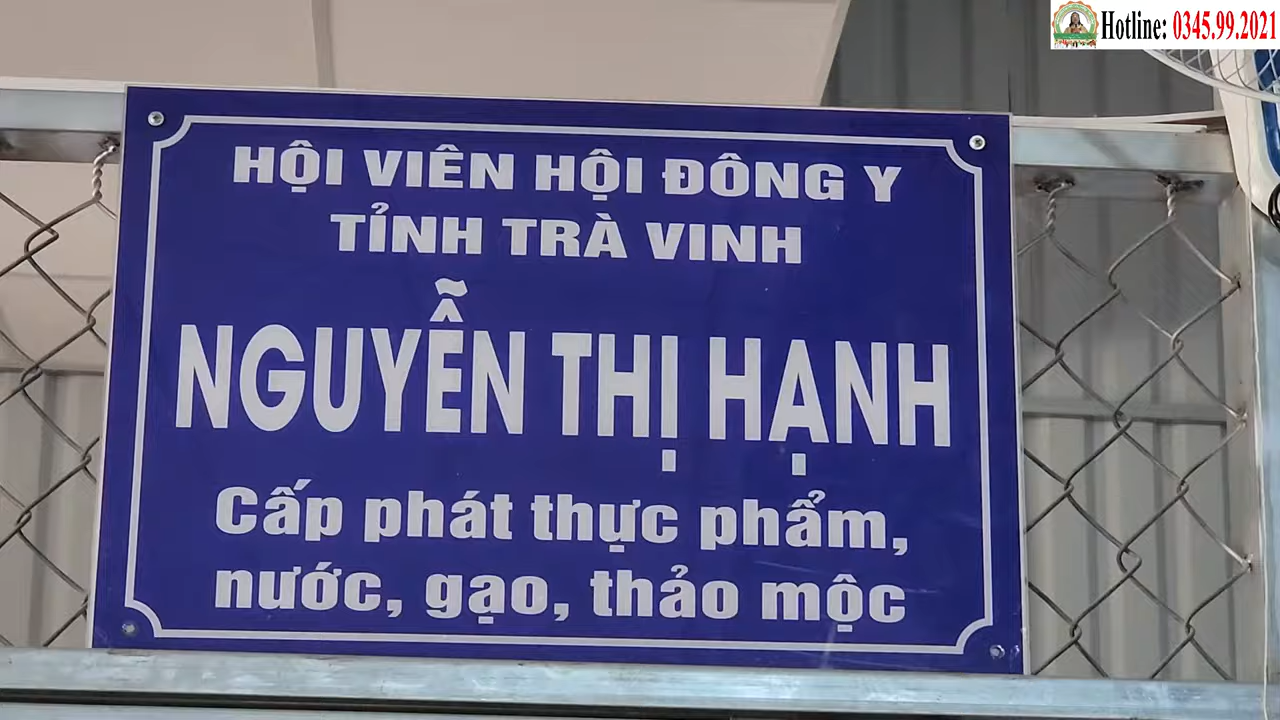 Hotline: 0345.99.2021
HỘI VIÊN HỘI ĐÔNG Y
TỈNH TRÀ VINH
NGUYỄN THỊ HẠNH
Cấp phát thực phẩm,
nước, gạo, thảo mộc